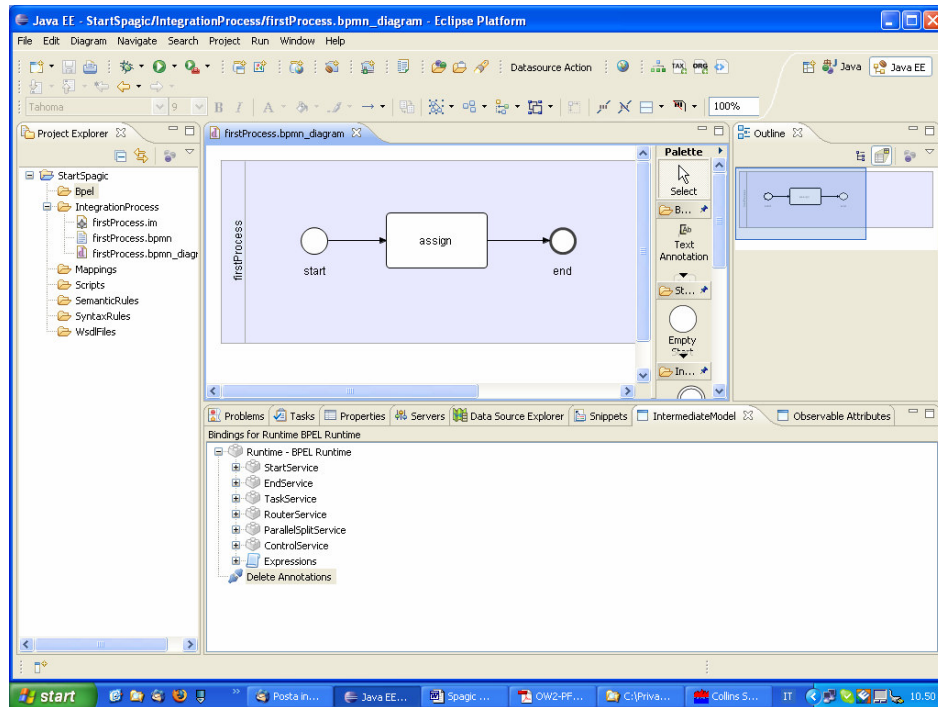 Java EE - StartSpagic/IntegrationProcess/firstProcess.bpmn_diagram - Eclipse Platform
File Edit Diagram Navigate Search Project Run Window Help
Datasource Action
Java
Java EE
Tahoma 9 B I A 100%
Project Explorer
StartSpagic
Bpel
IntegrationProcess
firstProcess.im
firstProcess.bpmn
firstProcess.bpmn_diagr
Mappings
Scripts
SemanticRules
SyntaxRules
WsdlFiles
firstProcess.bpmn_diagram
firstProcess
start
assign
end
Palette
Select
B...
Text
Annotation
St...
Empty
In...
Outline
Problems Tasks Properties Servers Data Source Explorer Snippets IntermediateModel Observable Attributes
Bindings for Runtime BPEL Runtime
Runtime - BPEL Runtime
StartService
EndService
TaskService
RouterService
ParallelSplitService
ControlService
Expressions
Delete Annotations
start Posta in... Java EE... Spagic ... OW2-PF... C:\Priva... Collins S... IT 10.50